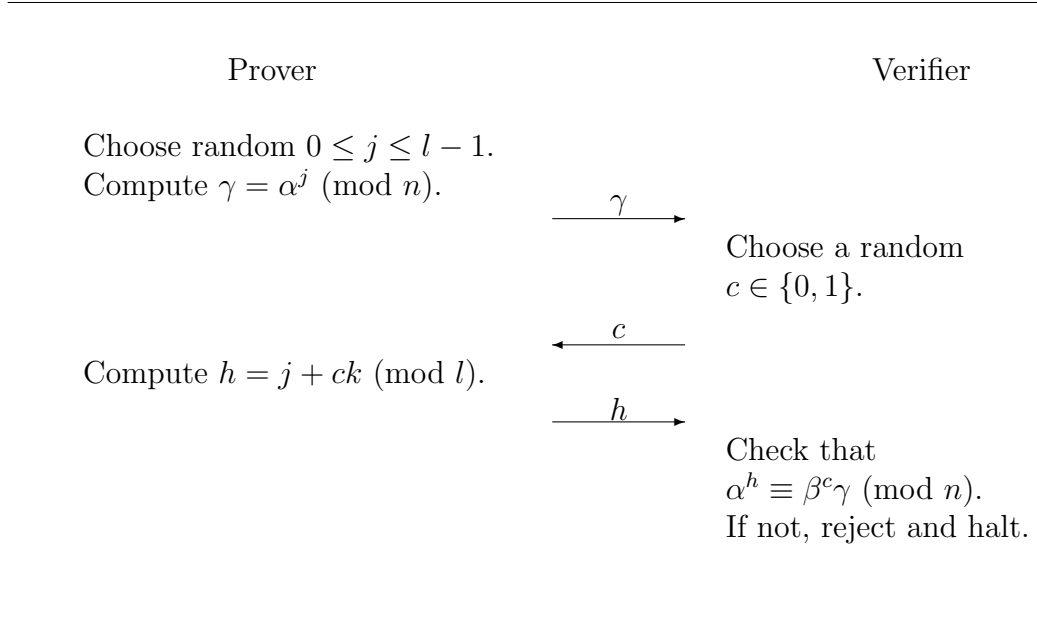 Prover Verifier
Choose random 0 ≤ j ≤ l − 1.
Compute γ = α^j (mod n).
γ
Choose a random
c ∈ {0, 1}.
c
Compute h = j + ck (mod l).
h
Check that
α^h ≡ β^c γ (mod n).
If not, reject and halt.